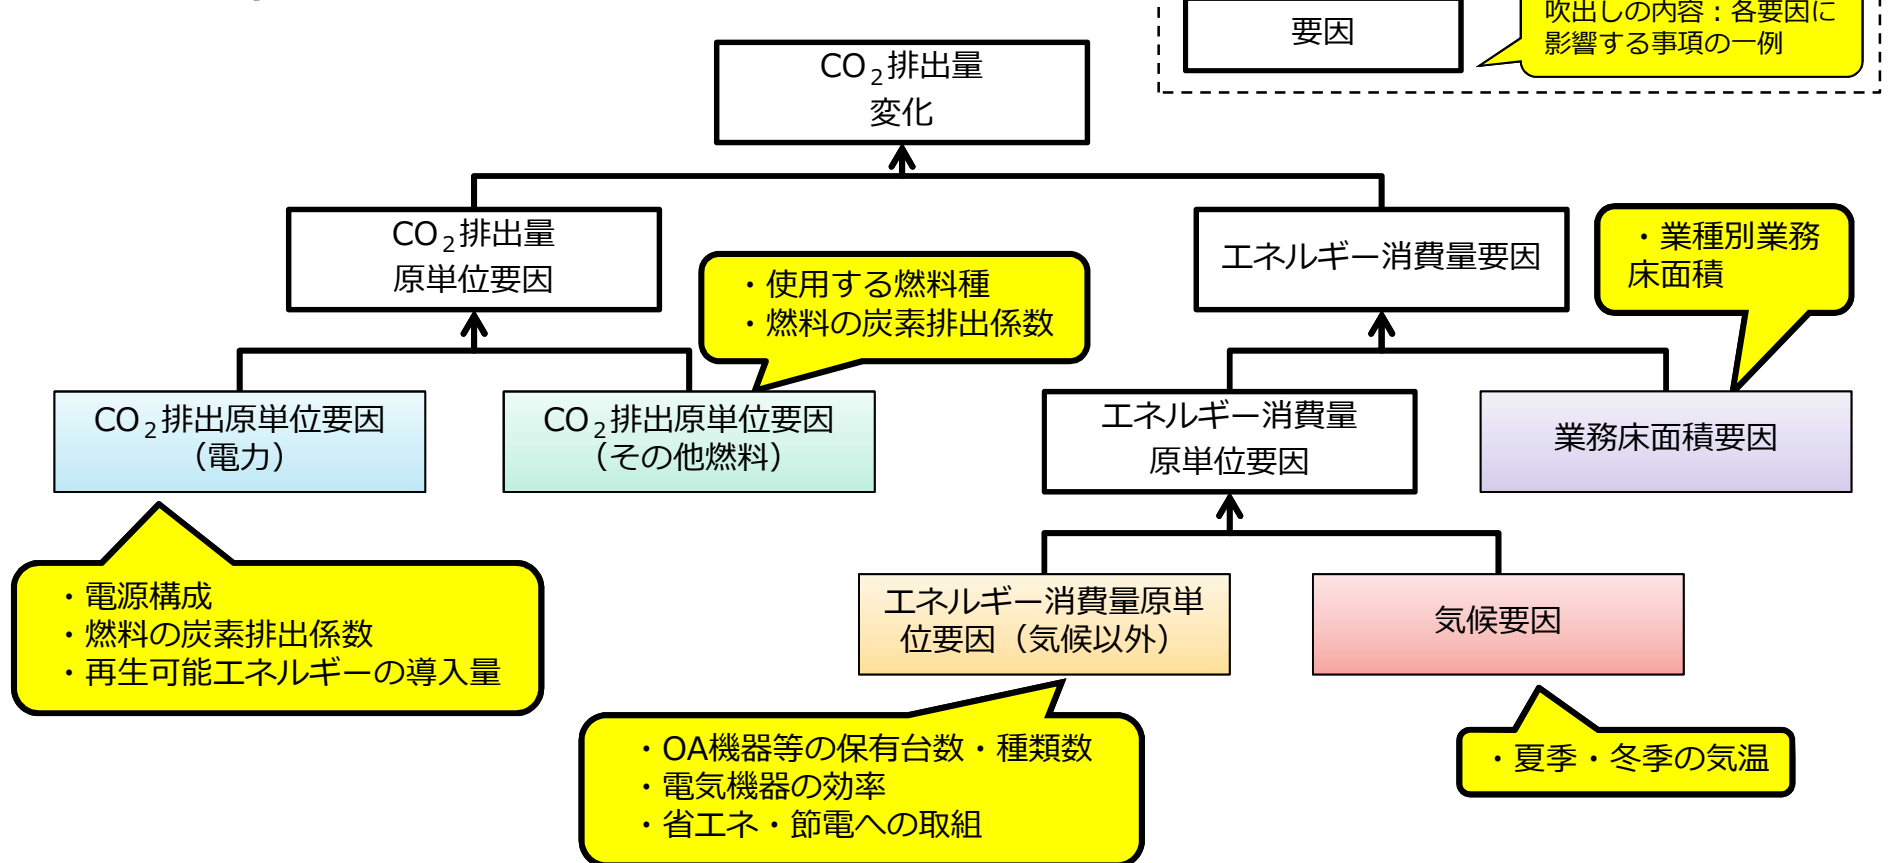 要因
吹出しの内容：各要因に
影響する事項の一例
CO2排出量
変化
CO2排出量
原単位要因
エネルギー消費量要因
・業種別業務
床面積
・使用する燃料種
・燃料の炭素排出係数
CO2排出原単位要因
（電力）
CO2排出原単位要因
（その他燃料）
エネルギー消費量
原単位要因
業務床面積要因
・電源構成
・燃料の炭素排出係数
・再生可能エネルギーの導入量
エネルギー消費量原単
位要因（気候以外）
気候要因
・OA機器等の保有台数・種類数
・電気機器の効率
・省エネ・節電への取組
・夏季・冬季の気温